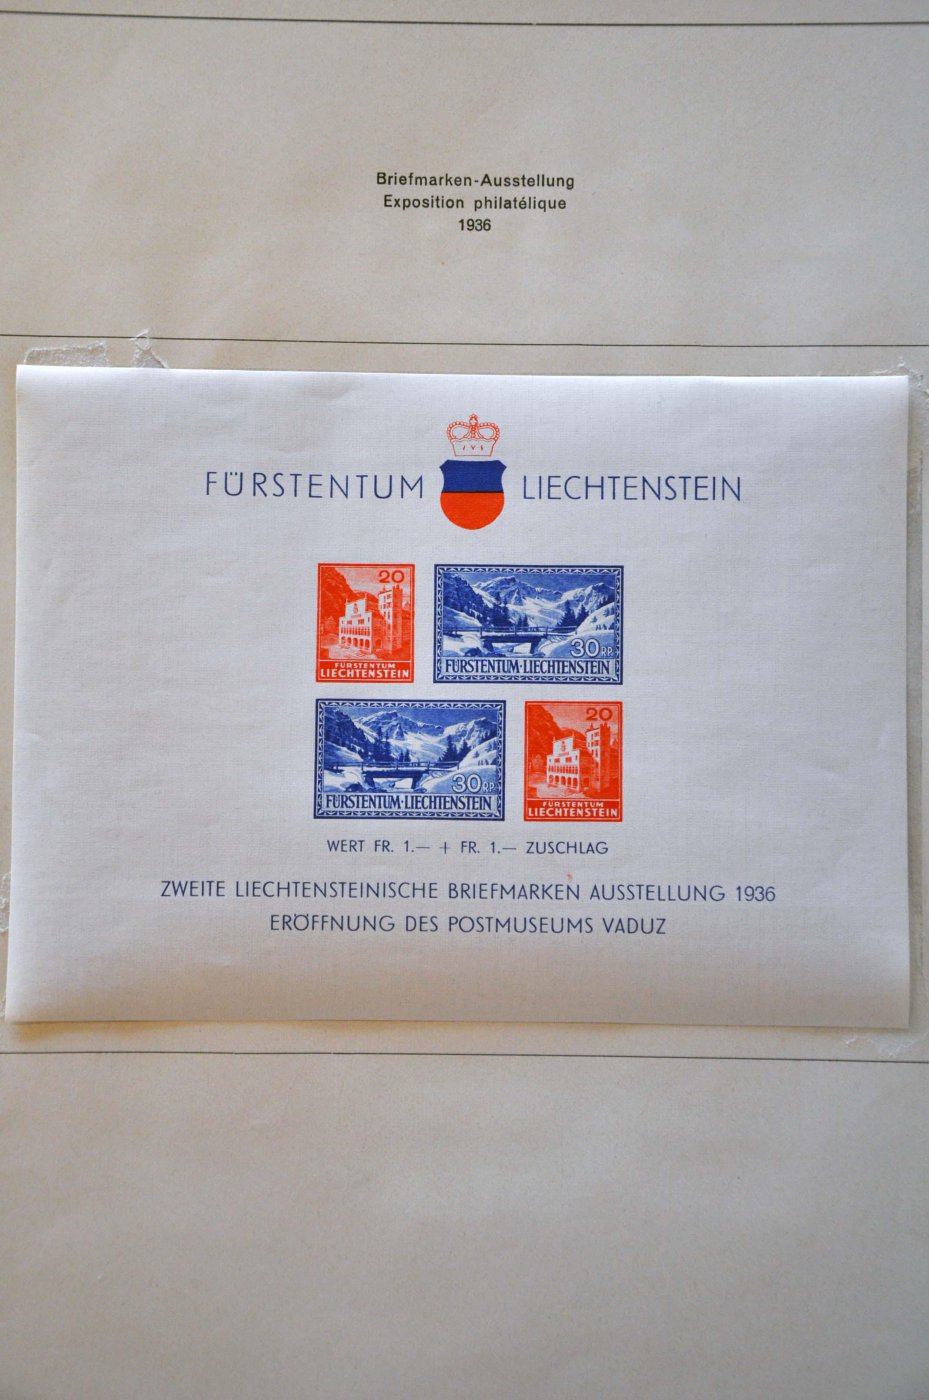 Briefmarken-Ausstellung
Exposition philatélique
1936
FÜRSTENTUM LIECHTENSTEIN
20
FÜRSTENTUM
LIECHTENSTEIN
30 RP.
FÜRSTENTUM·LIECHTENSTEIN
30 RP.
FÜRSTENTUM·LIECHTENSTEIN
20
FÜRSTENTUM
LIECHTENSTEIN
WERT FR. 1.— + FR. 1.— ZUSCHLAG
ZWEITE LIECHTENSTEINISCHE BRIEFMARKEN AUSSTELLUNG 1936
ERÖFFNUNG DES POSTMUSEUMS VADUZ